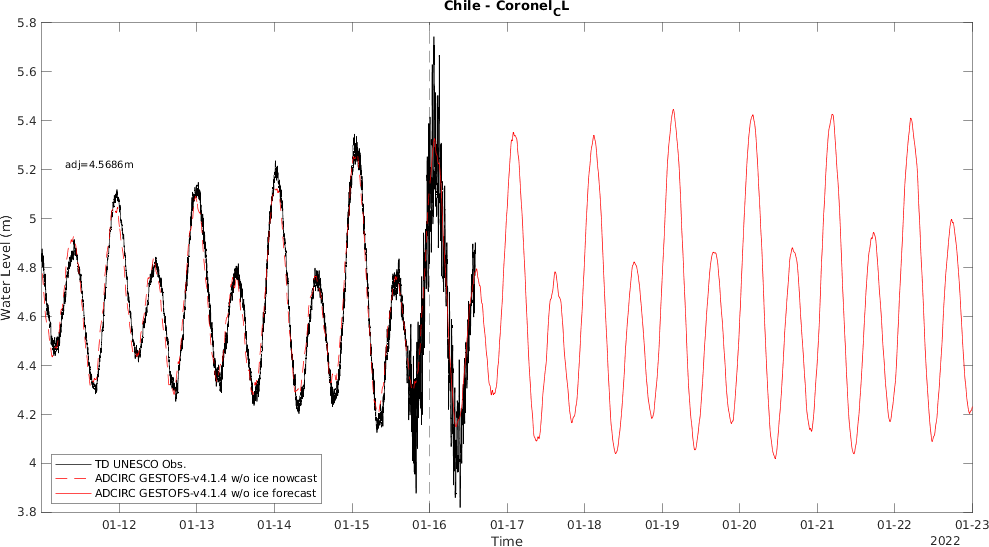 Chile - Coronel_CL
5.8
5.6
5.4
5.2
5
4.8
4.6
4.4
4.2
4
3.8
Water Level (m)
adj=4.5686m
TD UNESCO Obs.
ADCIRC GESTOFS-v4.1.4 w/o ice nowcast
ADCIRC GESTOFS-v4.1.4 w/o ice forecast
01-12 01-13 01-14 01-15 01-16 01-17 01-18 01-19 01-20 01-21 01-22 01-23
Time
2022